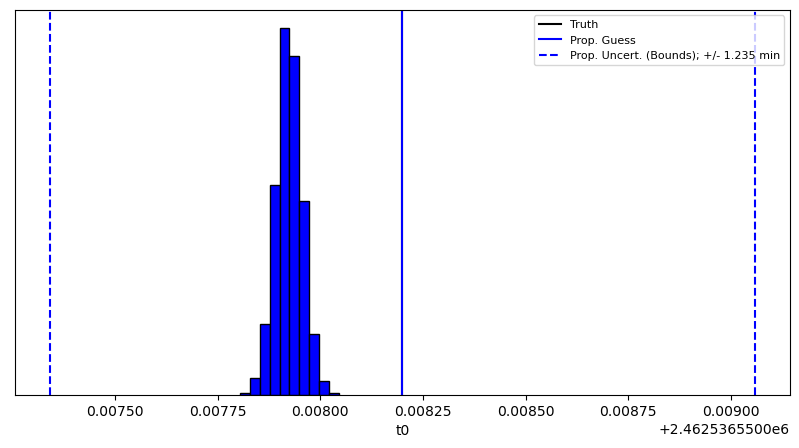 Truth
Prop. Guess
Prop. Uncert. (Bounds); +/- 1.235 min
0.00750 0.00775 0.00800 0.00825 0.00850 0.00875 0.00900
t0
+2.4625365500e6